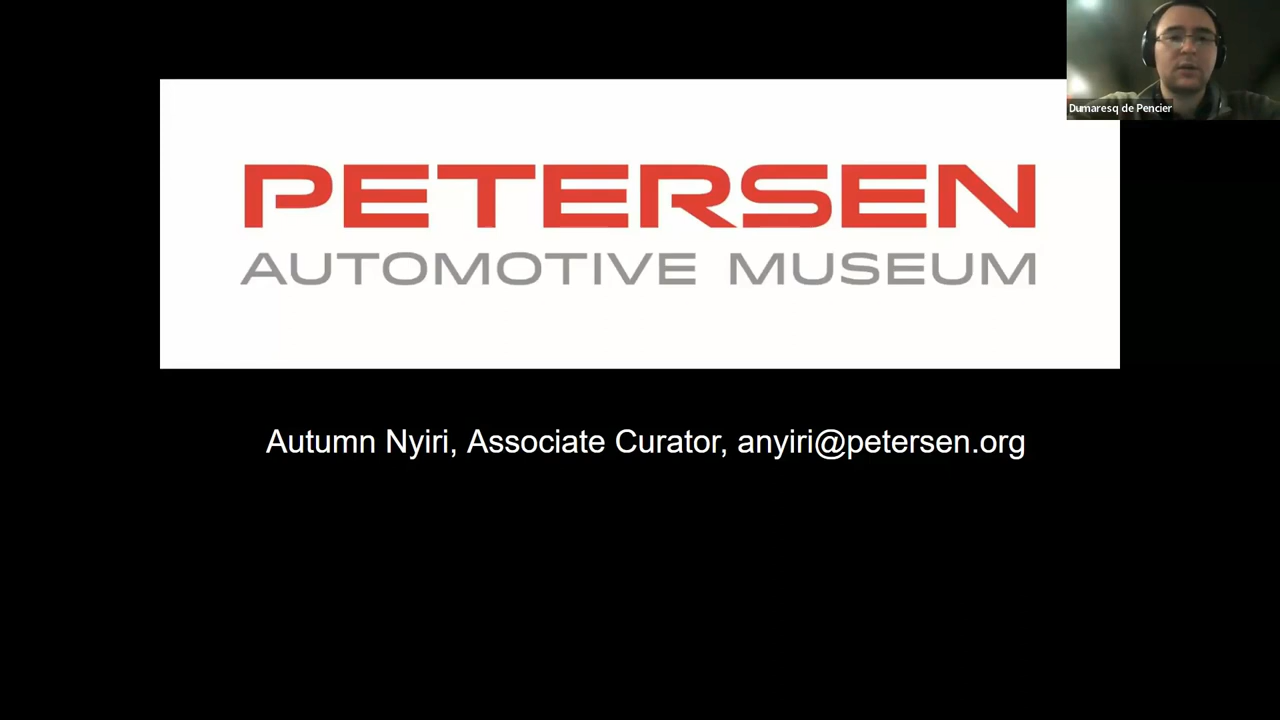 Dumaresq de Pencier
PETERSEN
AUTOMOTIVE MUSEUM
Autumn Nyiri, Associate Curator, anyiri@petersen.org